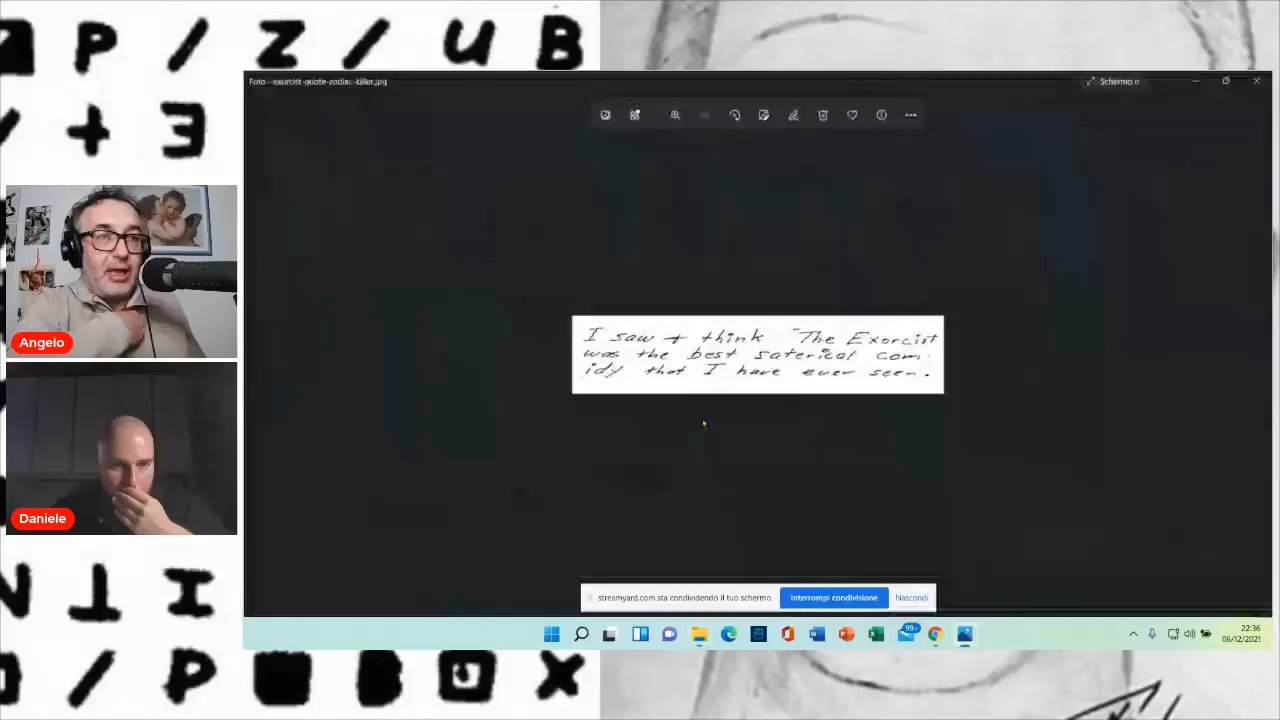 P / Z / U B
+ Ǝ
Foto - exorcist-quote-zodiac-killer.jpg
Angelo
I saw + think "The Exorcist
was the best saterical com-
idy that I have ever seen.
Daniele
streamyard.com sta condividendo il tuo schermo.
Interrompi condivisione
Nascondi
99+
22:36
06/12/2021